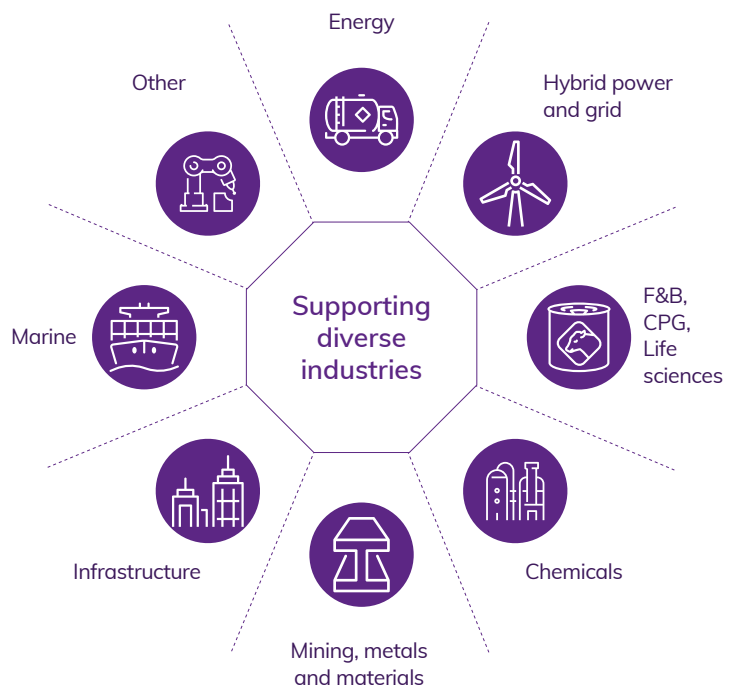 Energy
Hybrid power
and grid
F&B,
CPG,
Life
sciences
Chemicals
Mining, metals
and materials
Infrastructure
Marine
Other
Supporting
diverse
industries